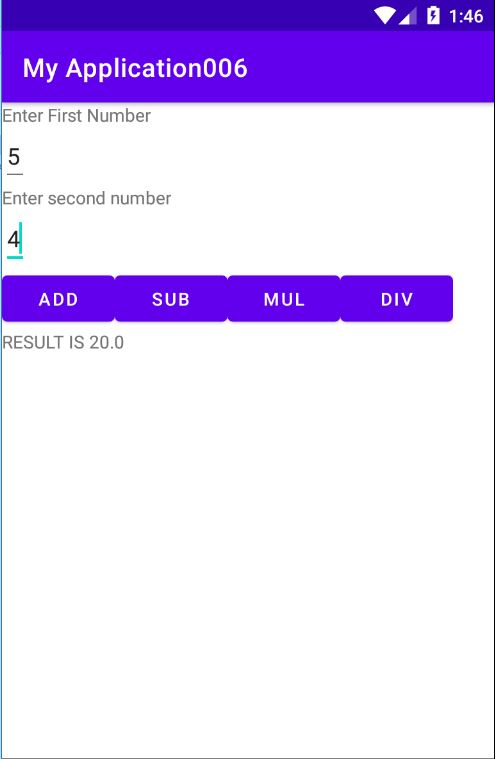 1:46
My Application006
Enter First Number
5
Enter second number
4
ADD SUB MUL DIV
RESULT IS 20.0